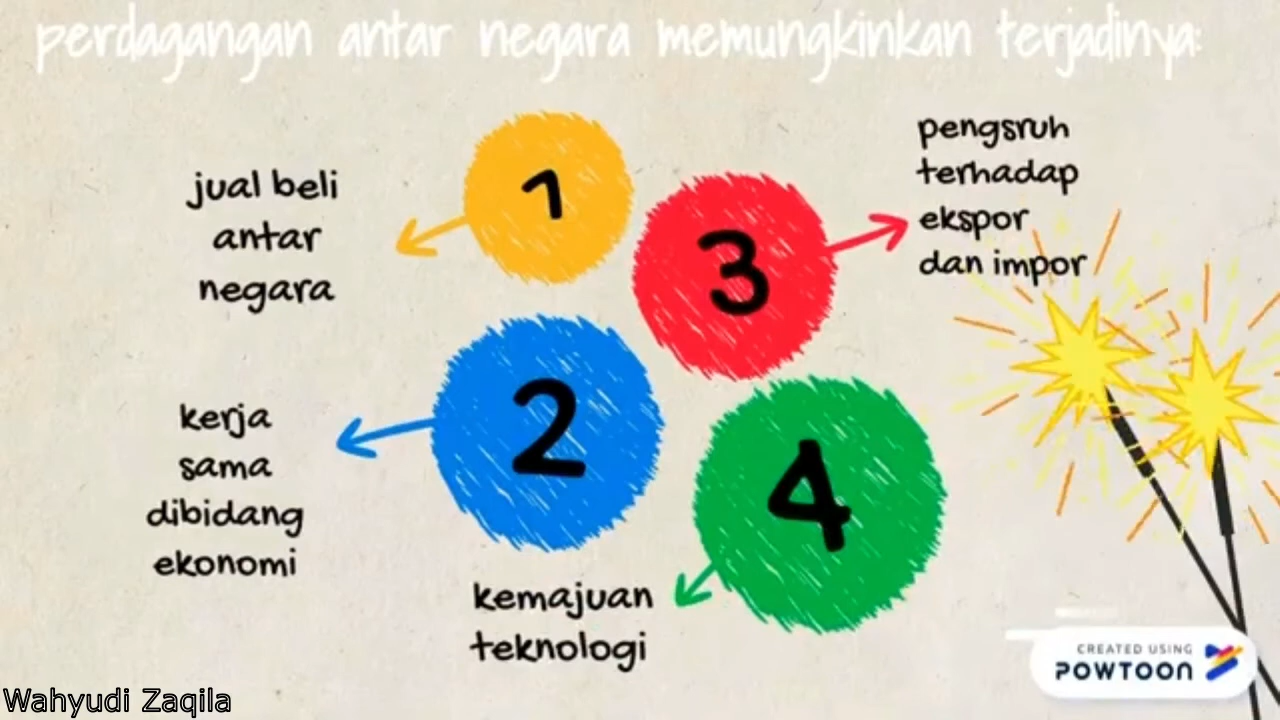 perdagangan antar negara memungkinkan terjadinya:
1
jual beli
antar
negara
2
kerja
sama
dibidang
ekonomi
3
pengsruh
terhadap
ekspor
dan impor
4
kemajuan
teknologi
CREATED USING
POWTOON
Wahyudi Zaqila